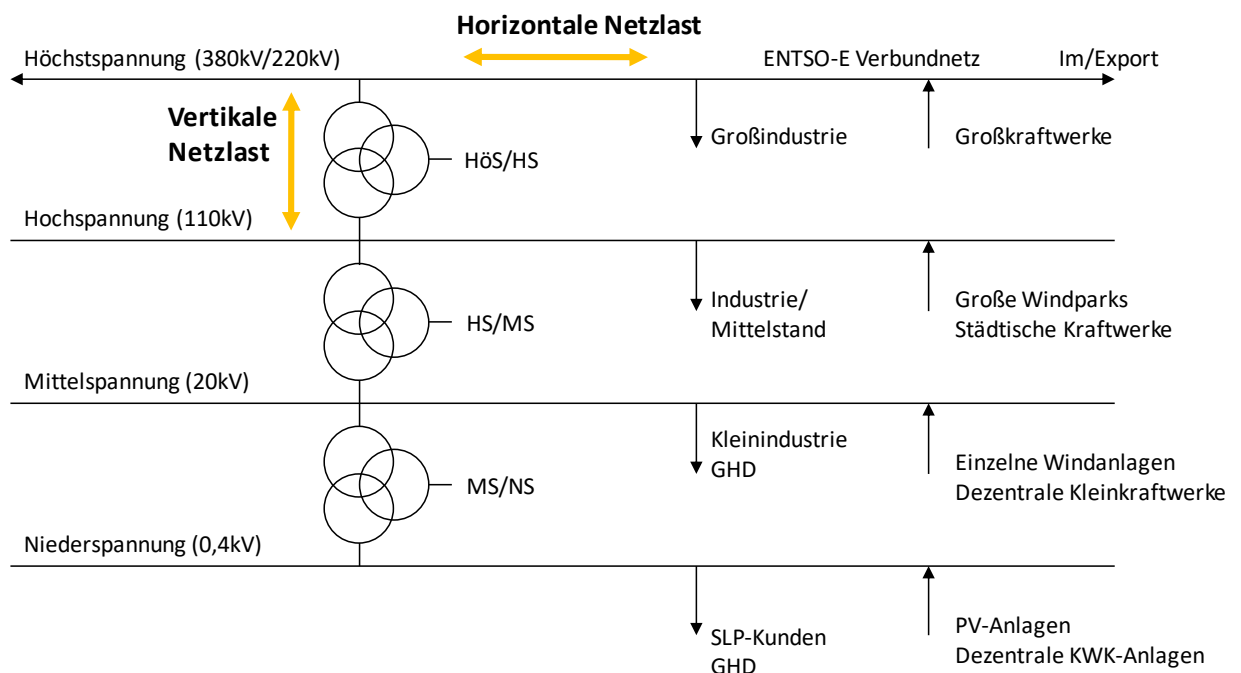 Horizontale Netzlast
Höchstspannung (380kV/220kV)
ENTSO-E Verbundnetz
Im/Export
Vertikale
Netzlast
HöS/HS
Großindustrie
Großkraftwerke
Hochspannung (110kV)
HS/MS
Industrie/
Mittelstand
Große Windparks
Städtische Kraftwerke
Mittelspannung (20kV)
MS/NS
Kleinindustrie
GHD
Einzelne Windanlagen
Dezentrale Kleinkraftwerke
Niederspannung (0,4kV)
SLP-Kunden
GHD
PV-Anlagen
Dezentrale KWK-Anlagen